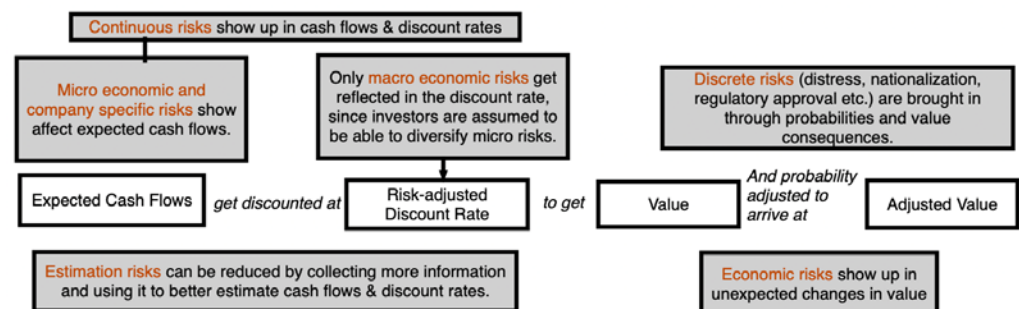 Continuous risks show up in cash flows & discount rates
Micro economic and
company specific risks show
affect expected cash flows.
Only macro economic risks get
reflected in the discount rate,
since investors are assumed to
be able to diversify micro risks.
Discrete risks (distress, nationalization,
regulatory approval etc.) are brought in
through probabilities and value
consequences.
Expected Cash Flows
get discounted at
Risk-adjusted
Discount Rate
to get
Value
And probability
adjusted to
arrive at
Adjusted Value
Estimation risks can be reduced by collecting more information
and using it to better estimate cash flows & discount rates.
Economic risks show up in
unexpected changes in value